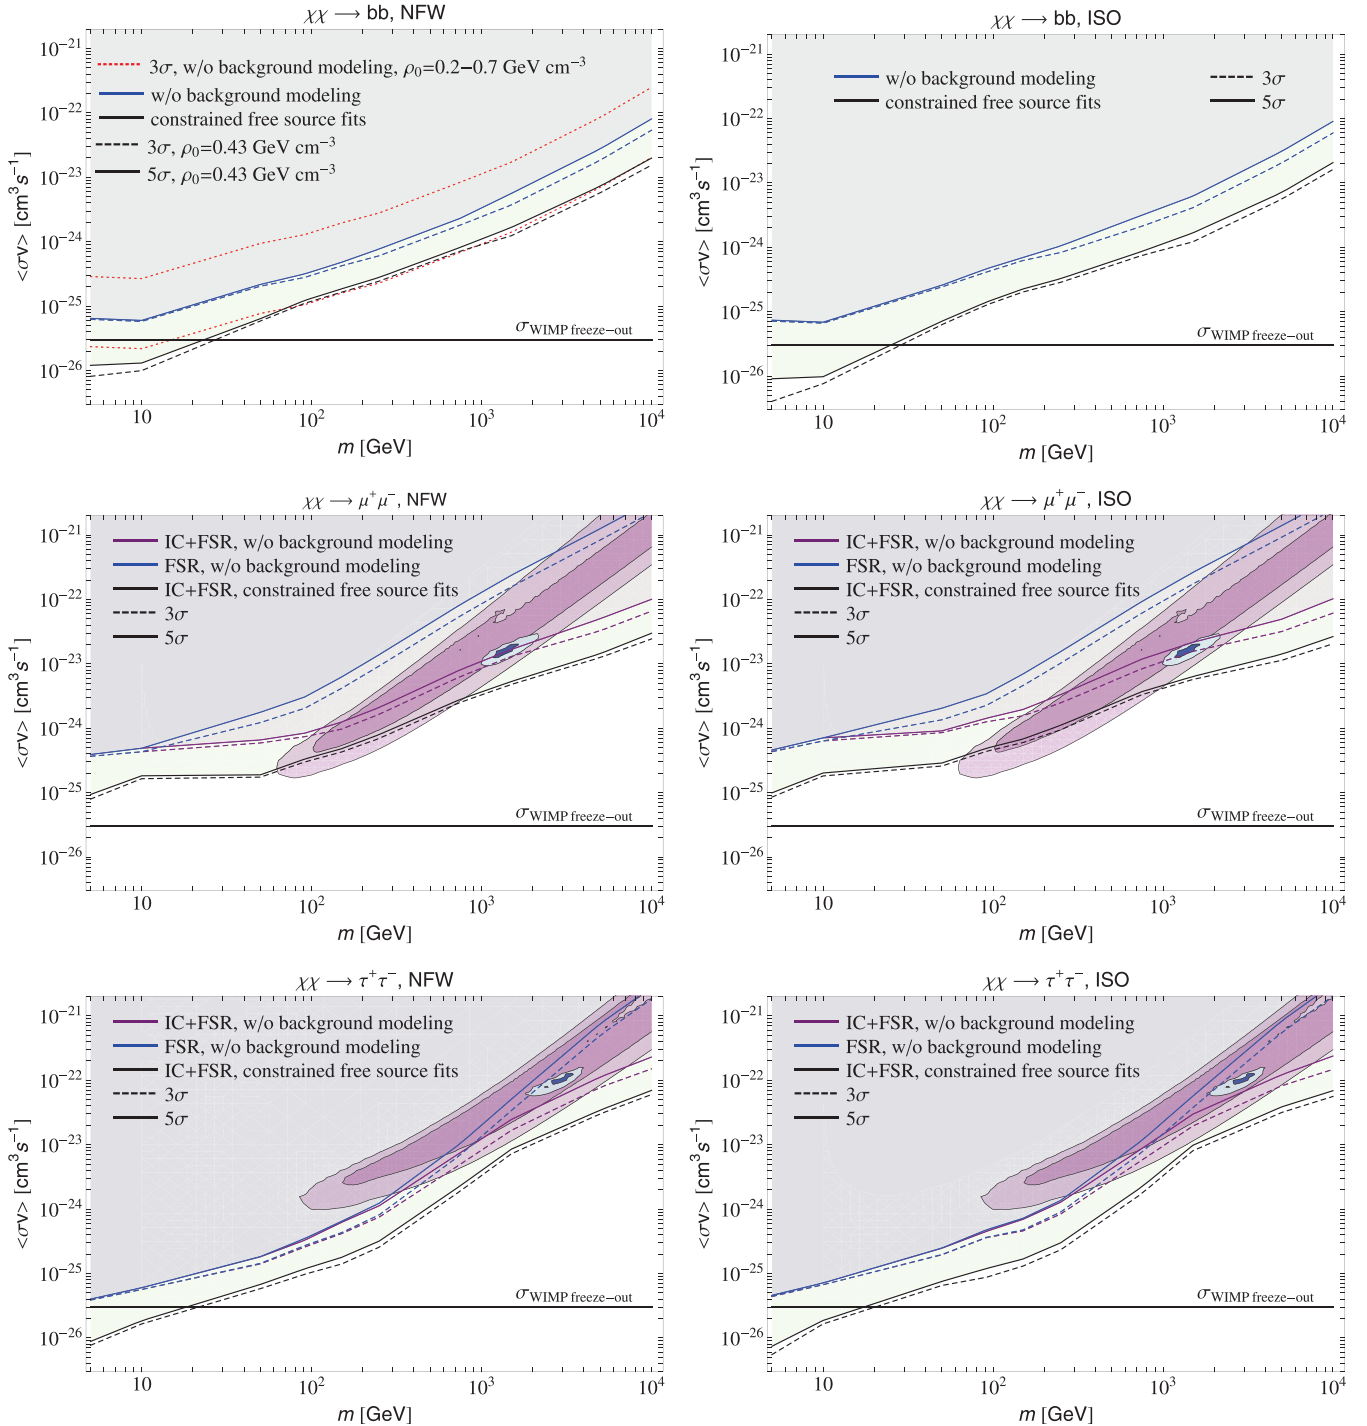 χχ → bb, NFW
10⁻²¹
10⁻²²
10⁻²³
10⁻²⁴
10⁻²⁵
10⁻²⁶
<σv> [cm³s⁻¹]
3σ, w/o background modeling, ρ₀=0.2−0.7 GeV cm⁻³
w/o background modeling
constrained free source fits
3σ, ρ₀=0.43 GeV cm⁻³
5σ, ρ₀=0.43 GeV cm⁻³
σWIMP freeze−out
10 10² 10³ 10⁴
m [GeV]
χχ → bb, ISO
10⁻²¹
10⁻²²
10⁻²³
10⁻²⁴
10⁻²⁵
10⁻²⁶
<σv> [cm³s⁻¹]
w/o background modeling 3σ
constrained free source fits 5σ
σWIMP freeze−out
10 10² 10³ 10⁴
m [GeV]
χχ → μ⁺μ⁻, NFW
10⁻²¹
10⁻²²
10⁻²³
10⁻²⁴
10⁻²⁵
10⁻²⁶
<σv> [cm³s⁻¹]
IC+FSR, w/o background modeling
FSR, w/o background modeling
IC+FSR, constrained free source fits
3σ
5σ
σWIMP freeze−out
10 10² 10³ 10⁴
m [GeV]
χχ → μ⁺μ⁻, ISO
10⁻²¹
10⁻²²
10⁻²³
10⁻²⁴
10⁻²⁵
10⁻²⁶
<σv> [cm³s⁻¹]
IC+FSR, w/o background modeling
FSR, w/o background modeling
IC+FSR, constrained free source fits
3σ
5σ
σWIMP freeze−out
10 10² 10³ 10⁴
m [GeV]
χχ → τ⁺τ⁻, NFW
10⁻²¹
10⁻²²
10⁻²³
10⁻²⁴
10⁻²⁵
10⁻²⁶
<σv> [cm³s⁻¹]
IC+FSR, w/o background modeling
FSR, w/o background modeling
IC+FSR, constrained free source fits
3σ
5σ
σWIMP freeze−out
10 10² 10³ 10⁴
m [GeV]
χχ → τ⁺τ⁻, ISO
10⁻²¹
10⁻²²
10⁻²³
10⁻²⁴
10⁻²⁵
10⁻²⁶
<σv> [cm³s⁻¹]
IC+FSR, w/o background modeling
FSR, w/o background modeling
IC+FSR, constrained free source fits
3σ
5σ
σWIMP freeze−out
10 10² 10³ 10⁴
m [GeV]